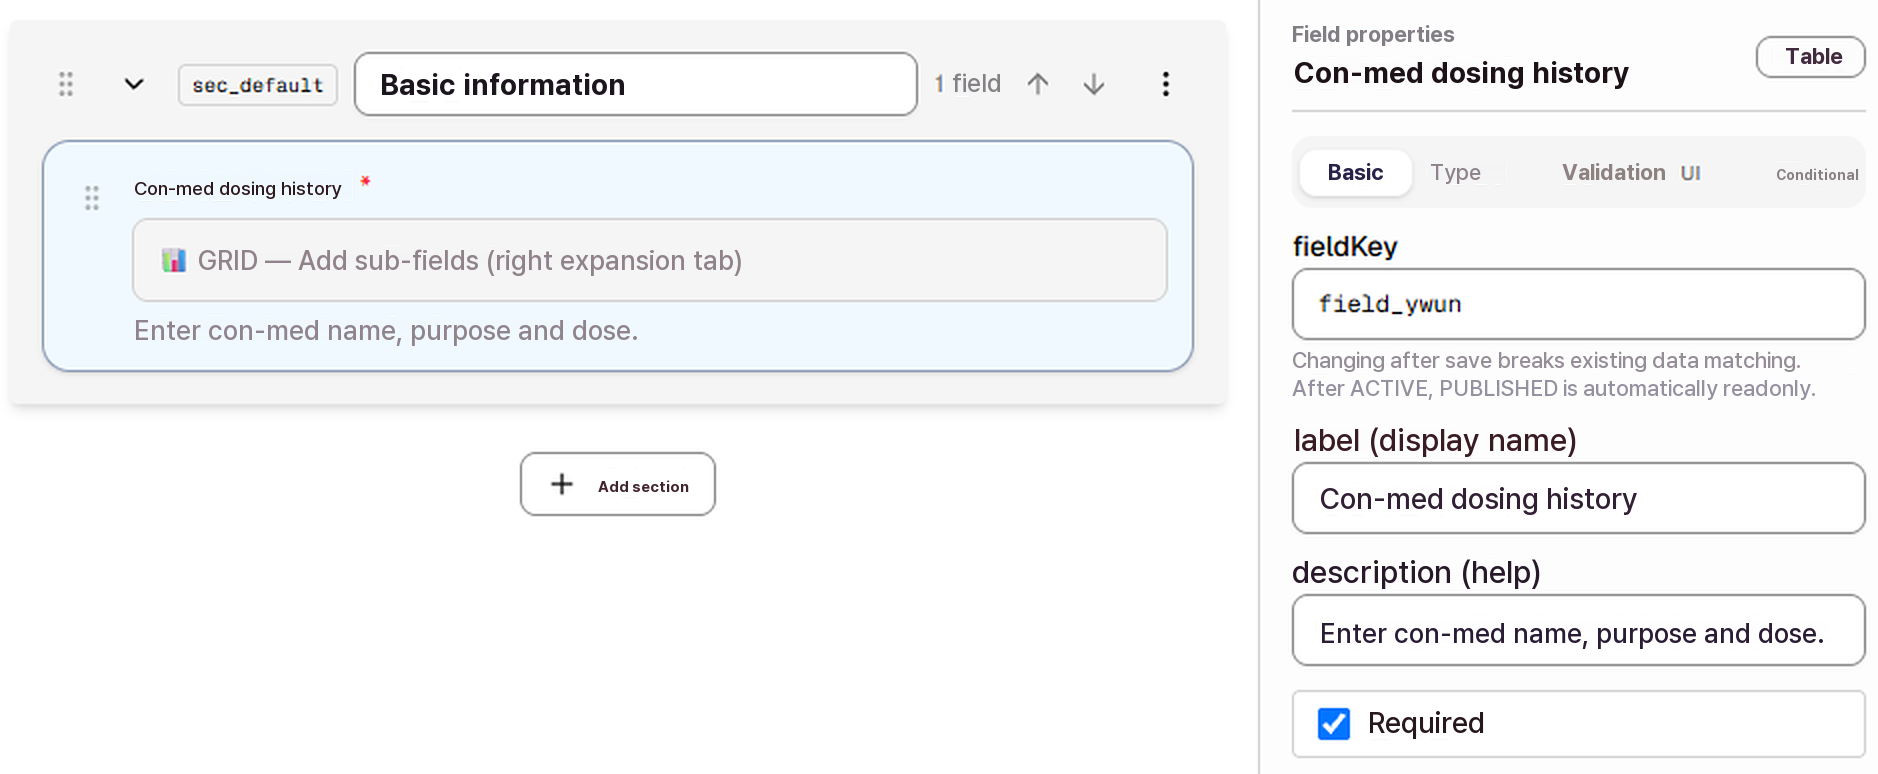 sec_default
Basic information
1 field
Con-med dosing history *
GRID — Add sub-fields (right expansion tab)
Enter con-med name, purpose and dose.
+ Add section
Field properties
Con-med dosing history
Table
Basic Type Validation UI Conditional
fieldKey
field_ywun
Changing after save breaks existing data matching.
After ACTIVE, PUBLISHED is automatically readonly.
label (display name)
Con-med dosing history
description (help)
Enter con-med name, purpose and dose.
Required